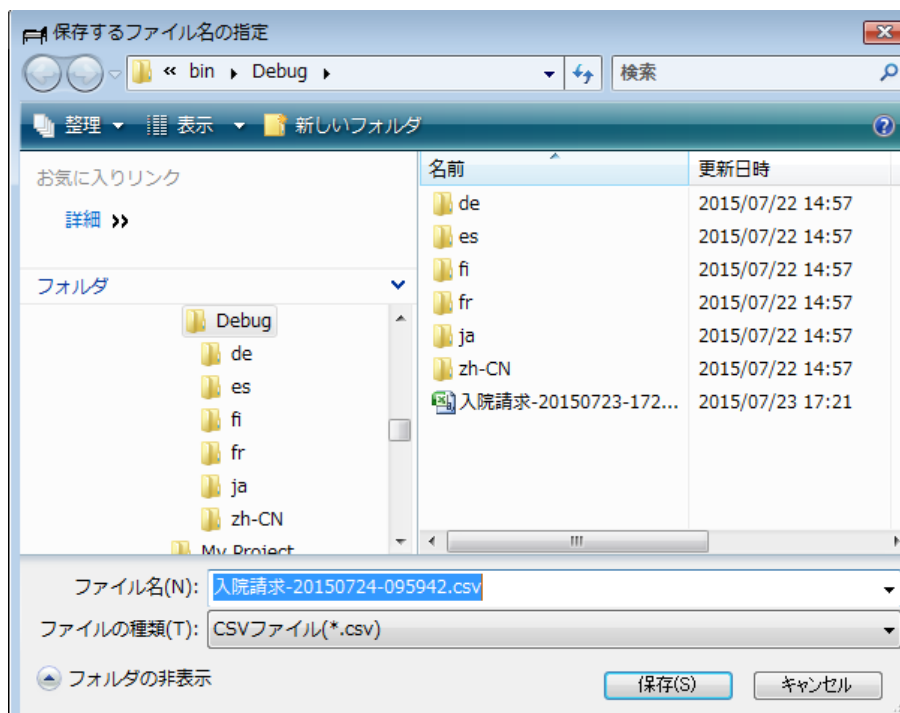 保存するファイル名の指定
« bin ▸ Debug ▸
検索
整理 ▼ 表示 ▼ 新しいフォルダ
お気に入りリンク
詳細 »
フォルダ
Debug
de
es
fi
fr
ja
zh-CN
My Project
名前 更新日時
de 2015/07/22 14:57
es 2015/07/22 14:57
fi 2015/07/22 14:57
fr 2015/07/22 14:57
ja 2015/07/22 14:57
zh-CN 2015/07/22 14:57
入院請求-20150723-172... 2015/07/23 17:21
ファイル名(N): 入院請求-20150724-095942.csv
ファイルの種類(T): CSVファイル(*.csv)
フォルダの非表示
保存(S) キャンセル